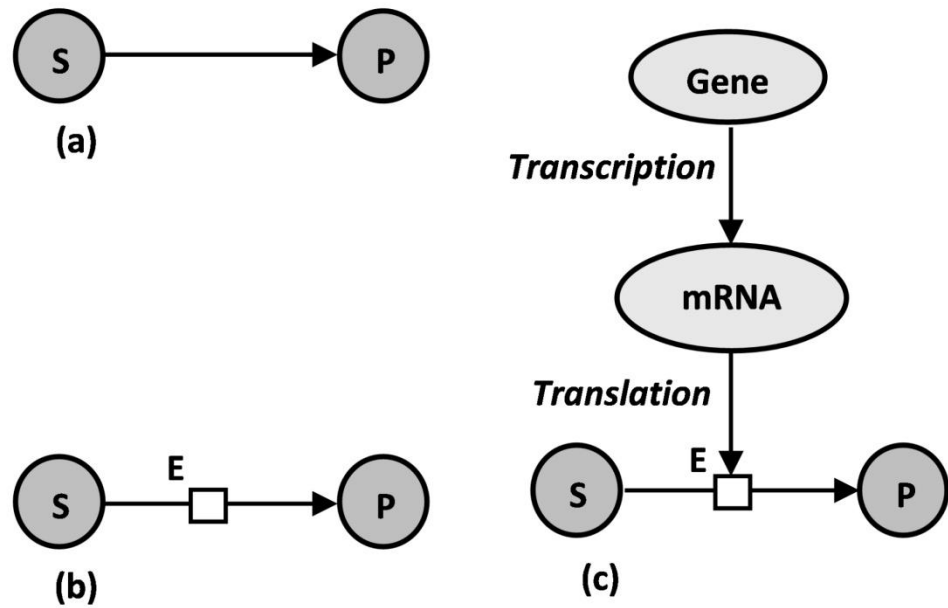 S
P
(a)
Gene
Transcription
mRNA
Translation
E
S
P
(b)
E
S
P
(c)